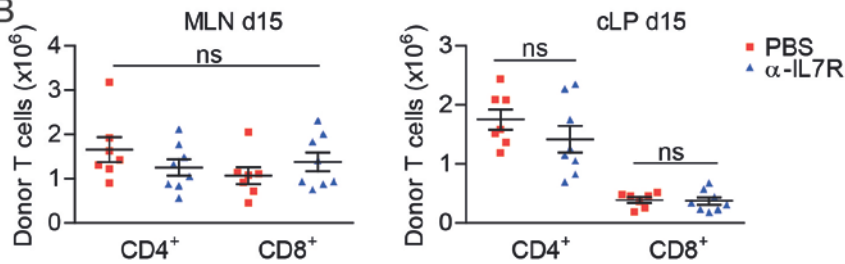 B
MLN d15
Donor T cells (x10⁶)
4
3
2
1
0
ns
CD4⁺
CD8⁺
cLP d15
Donor T cells (x10⁶)
3
2
1
0
ns
ns
CD4⁺
CD8⁺
PBS
α-IL7R